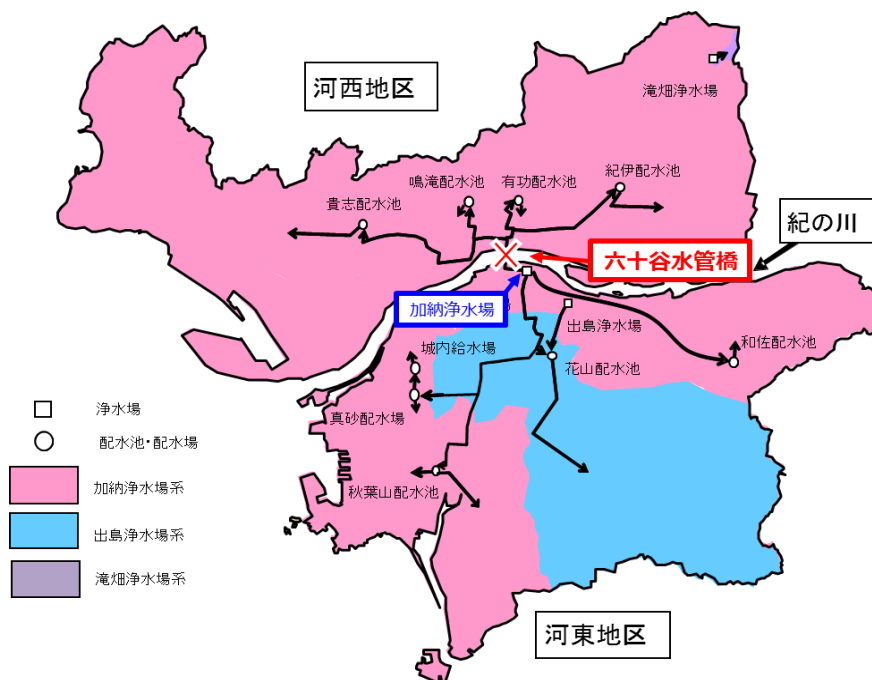 河西地区
滝畑浄水場
鳴滝配水池
有功配水池
紀伊配水池
貴志配水池
紀の川
六十谷水管橋
加納浄水場
出島浄水場
和佐配水池
城内給水場
花山配水池
真砂配水場
秋葉山配水池
浄水場
配水池・配水場
加納浄水場系
出島浄水場系
滝畑浄水場系
河東地区